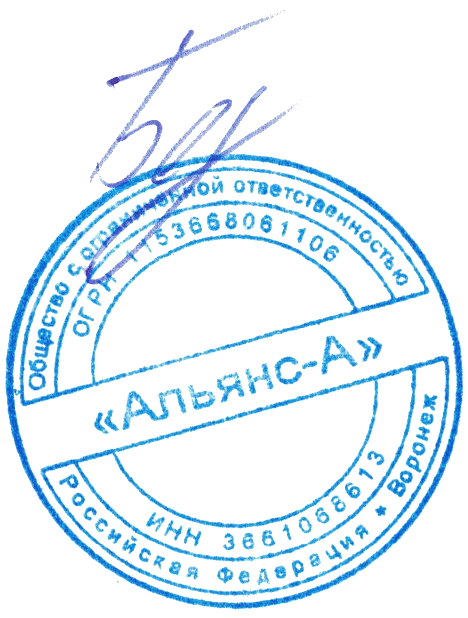 Общество с ограниченной ответственностью
ОГРН 1153668061106
«Альянс-А»
ИНН 3661068613
Российская Федерация * Воронеж